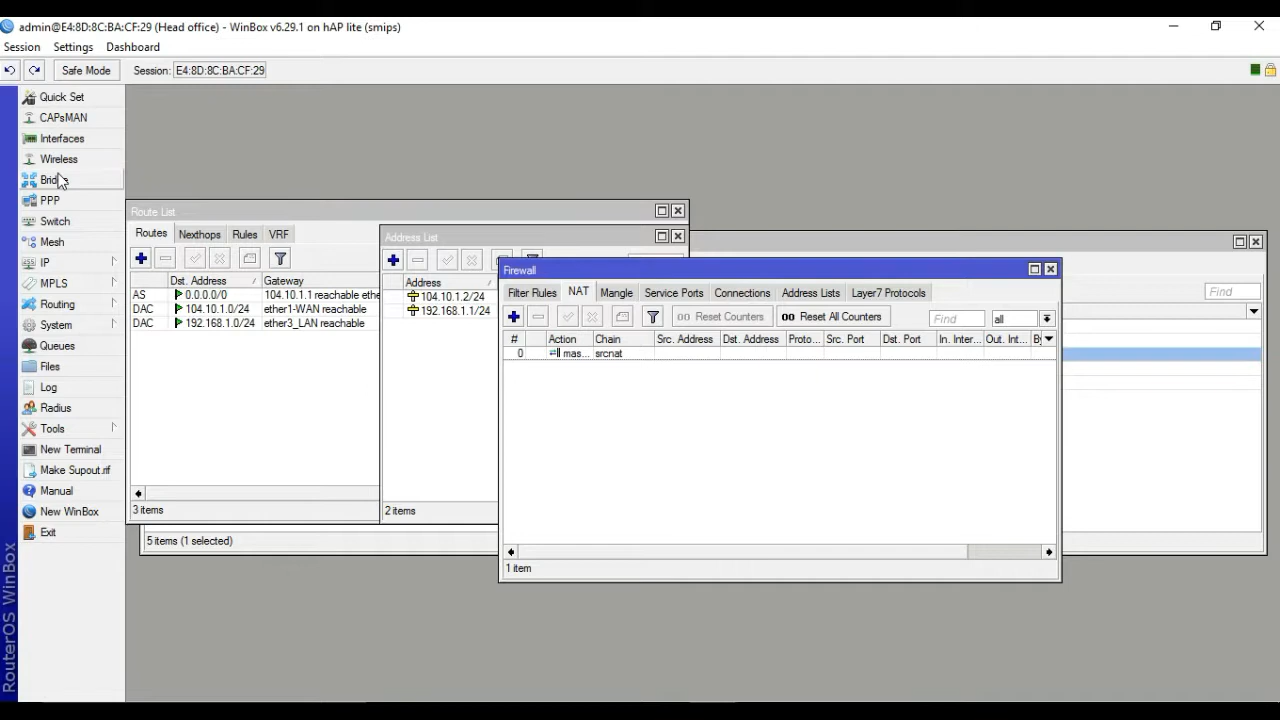 admin@E4:8D:8C:BA:CF:29 (Head office) - WinBox v6.29.1 on hAP lite (smips)
Session Settings Dashboard
Safe Mode Session: E4:8D:8C:BA:CF:29
Quick Set
CAPsMAN
Interfaces
Wireless
PPP
Switch
Mesh
IP
MPLS
Routing
System
Queues
Files
Log
Radius
Tools
New Terminal
Make Supout.rif
Manual
New WinBox
Exit
RouterOS WinBox
Route List
Routes Nexthops Rules VRF
Dst. Address Gateway
AS 0.0.0.0/0 104.10.1.1 reachable ethe
DAC 104.10.1.0/24 ether1-WAN reachable
DAC 192.168.1.0/24 ether3_LAN reachable
3 items
5 items (1 selected)
Address List
Address
104.10.1.2/24
192.168.1.1/24
2 items
Find
Firewall
Filter Rules NAT Mangle Service Ports Connections Address Lists Layer7 Protocols
00 Reset Counters 00 Reset All Counters Find all
# Action Chain Src. Address Dst. Address Proto... Src. Port Dst. Port In. Inter... Out. Int...
0 mas... srcnat
1 item